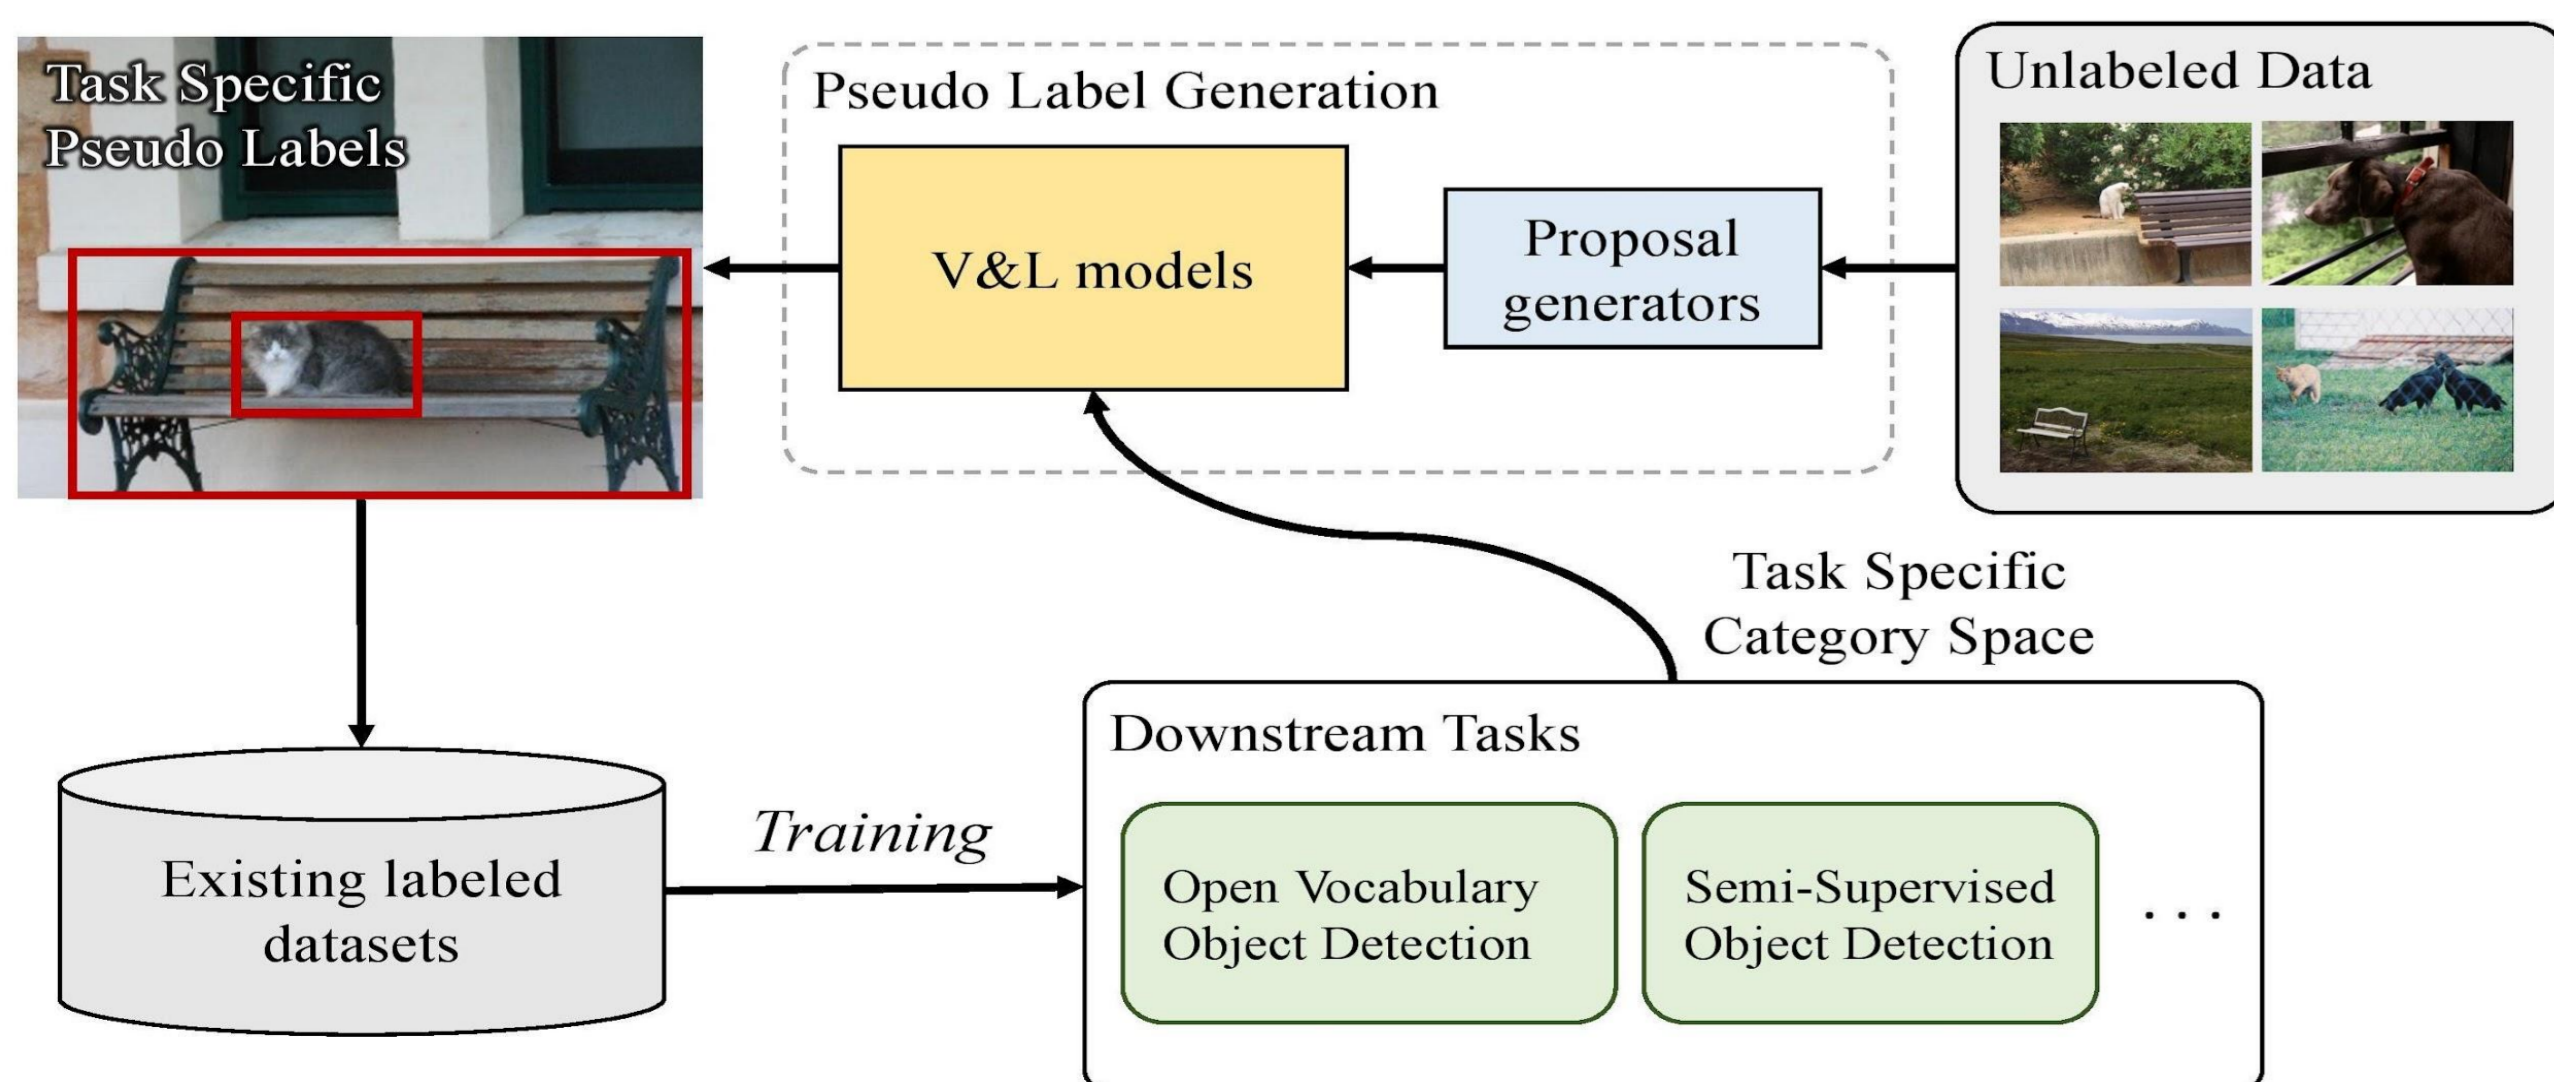 Task Specific
Pseudo Labels
Pseudo Label Generation
V&L models
Proposal
generators
Unlabeled Data
Task Specific
Category Space
Existing labeled
datasets
Training
Downstream Tasks
Open Vocabulary
Object Detection
Semi-Supervised
Object Detection
. . .